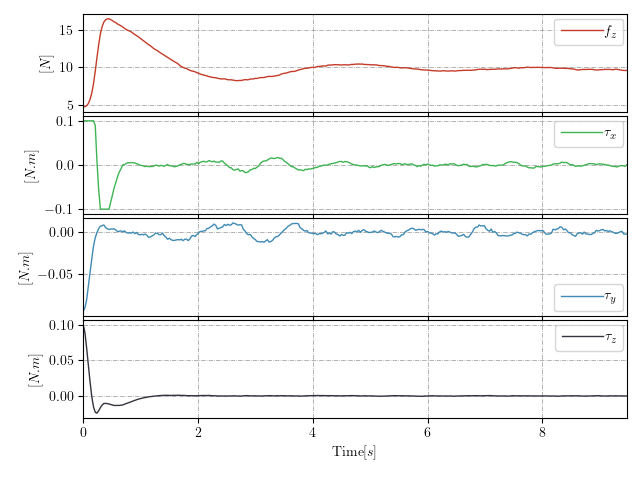 15
10
5
[N]
f_z
0.1
0.0
−0.1
[N.m]
τ_x
0.00
−0.05
[N.m]
τ_y
0.10
0.05
0.00
[N.m]
τ_z
0 2 4 6 8
Time[s]